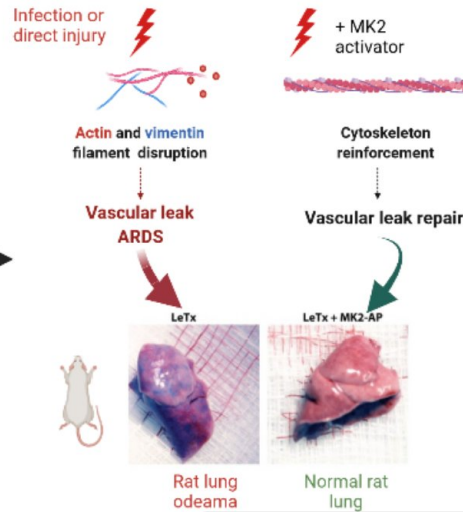 Infection or
direct injury
+ MK2
activator
Actin and vimentin
filament disruption
Cytoskeleton
reinforcement
Vascular leak
ARDS
Vascular leak repair
LeTx
LeTx + MK2-AP
Rat lung
odeama
Normal rat
lung